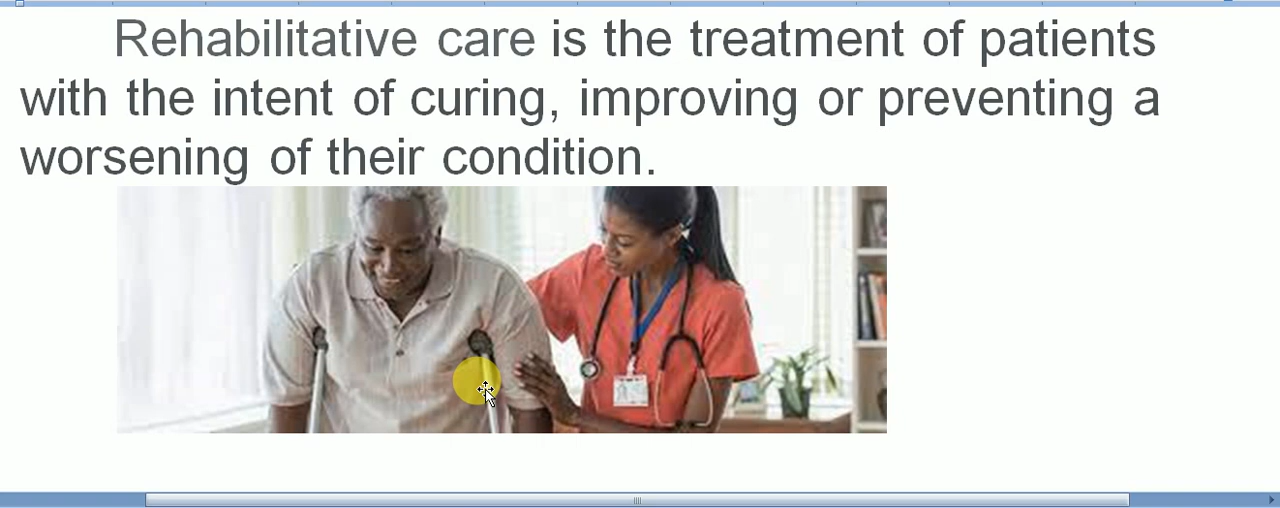 Rehabilitative care is the treatment of patients
with the intent of curing, improving or preventing a
worsening of their condition.